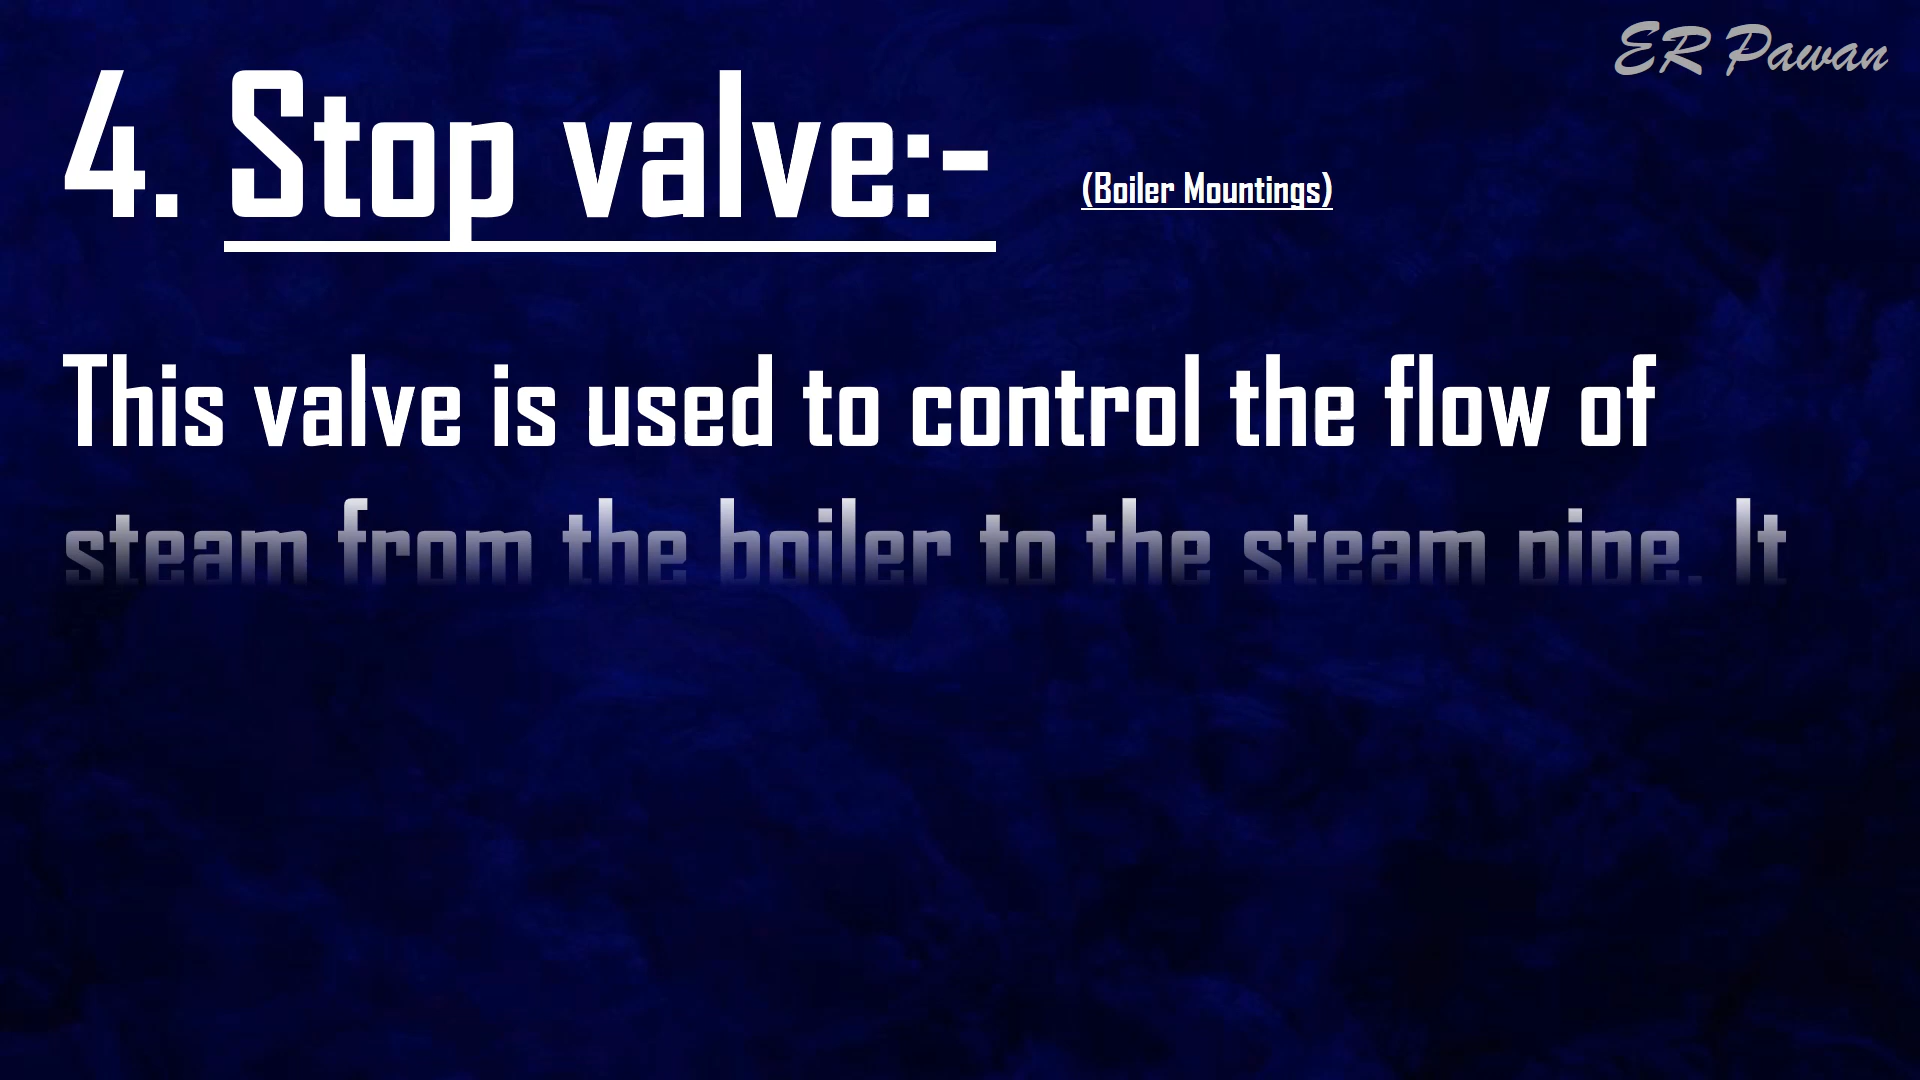 ER Pawan
4. Stop valve:-
(Boiler Mountings)
This valve is used to control the flow of
steam from the boiler to the steam pipe. It